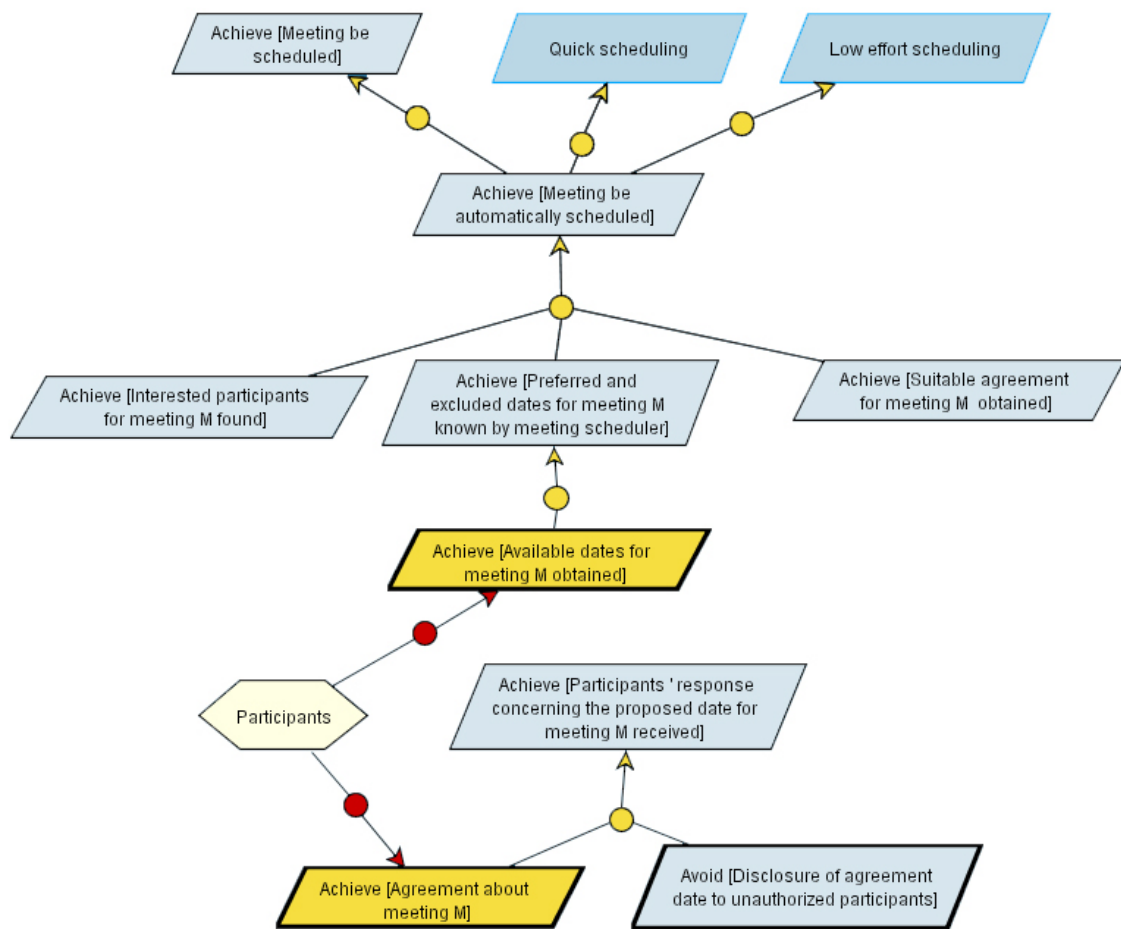 Achieve [Meeting be
scheduled]
Quick scheduling
Low effort scheduling
Achieve [Meeting be
automatically scheduled]
Achieve [Interested participants
for meeting M found]
Achieve [Preferred and
excluded dates for meeting M
known by meeting scheduler]
Achieve [Suitable agreement
for meeting M obtained]
Achieve [Available dates for
meeting M obtained]
Participants
Achieve [Participants ' response
concerning the proposed date for
meeting M received]
Achieve [Agreement about
meeting M]
Avoid [Disclosure of agreement
date to unauthorized participants]